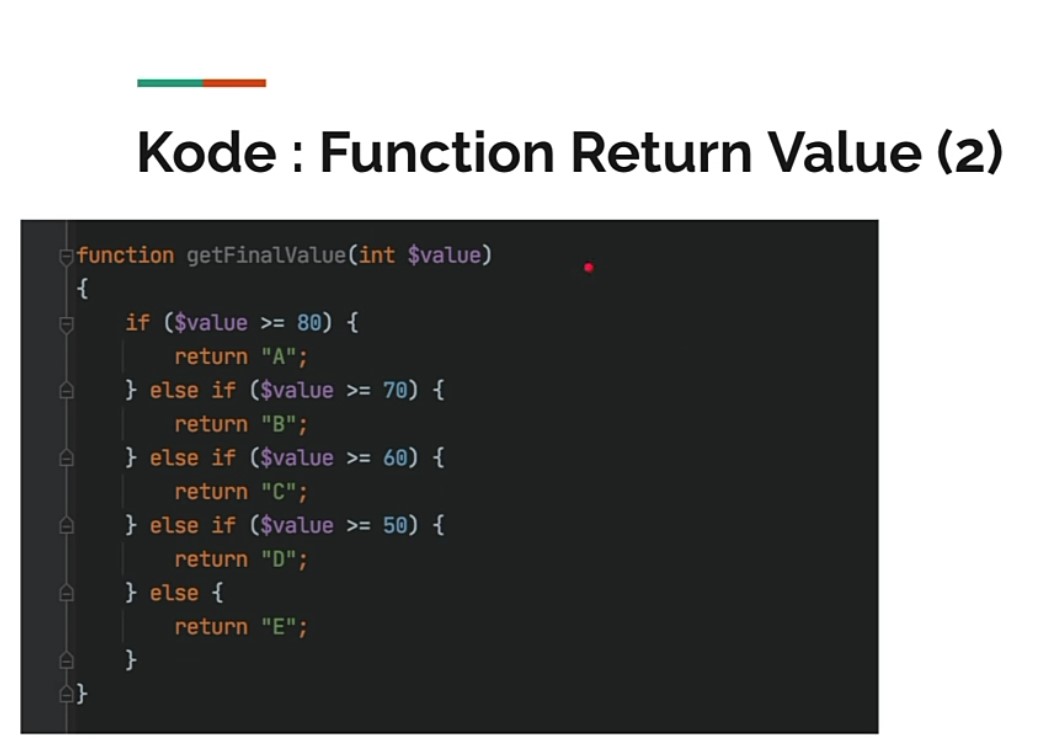 Kode : Function Return Value (2)
function getFinalValue(int $value)
{
    if ($value >= 80) {
        return "A";
    } else if ($value >= 70) {
        return "B";
    } else if ($value >= 60) {
        return "C";
    } else if ($value >= 50) {
        return "D";
    } else {
        return "E";
    }
}